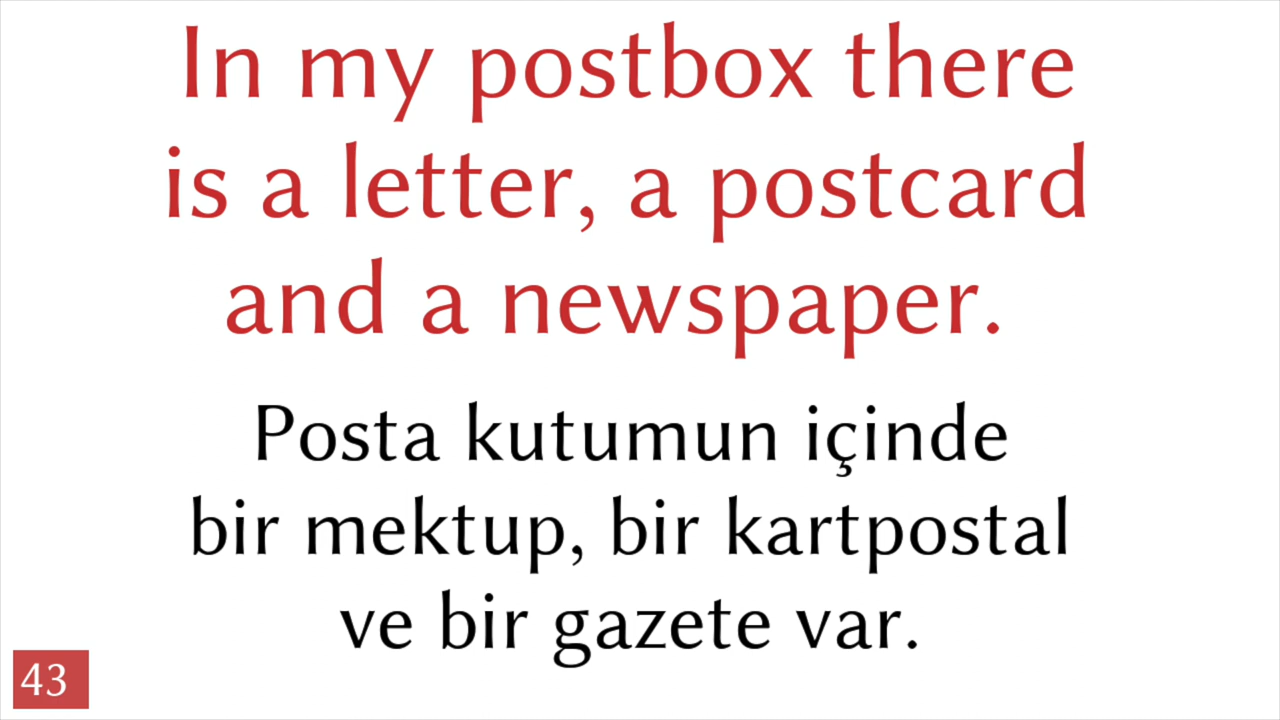 In my postbox there
is a letter, a postcard
and a newspaper.
Posta kutumun içinde
bir mektup, bir kartpostal
ve bir gazete var.
43